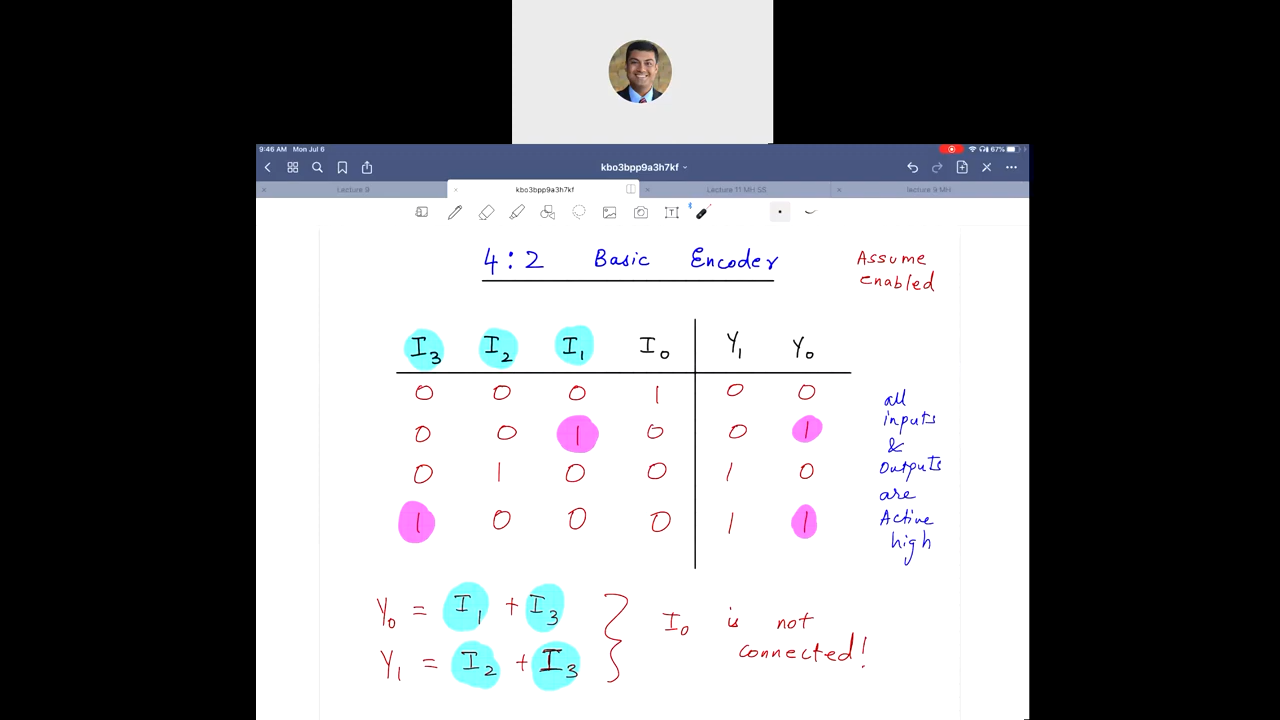 9:46 AM Mon Jul 6
67%
kbo3bpp9a3h7kf
Lecture 9
kbo3bpp9a3h7kf
Lecture 11 MH SS
lecture 9 MH
4:2 Basic Encoder
Assume
enabled
I3 I2 I1 I0 Y1 Y0
0 0 0 1 0 0
0 0 1 0 0 1
0 1 0 0 1 0
1 0 0 0 1 1
all
inputs
&
outputs
are
Active
high
Y0 = I1 + I3
Y1 = I2 + I3
I0 is not
connected!